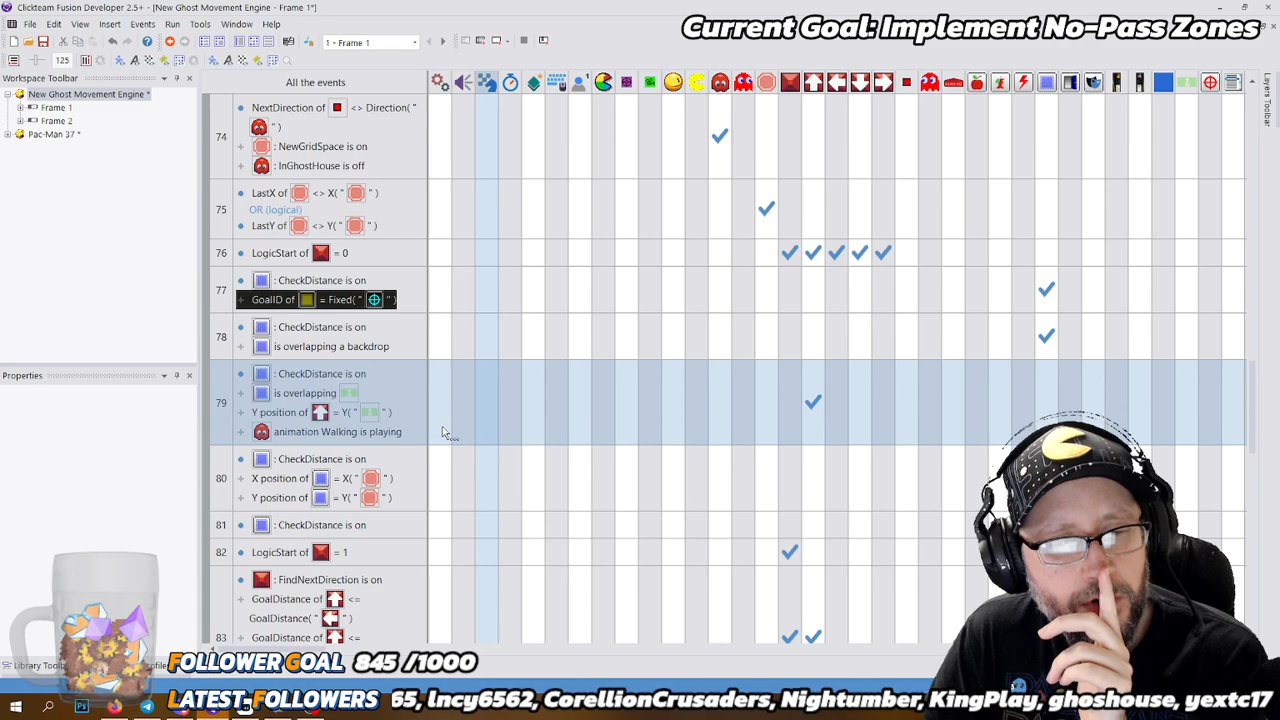 Clickteam Fusion Developer 2.5+ - [New Ghost Movement Engine - Frame 1*]
Current Goal: Implement No-Pass Zones
File Edit View Insert Run Tools Window Help
1 - Frame 1
123
Workspace Toolbar
All the events
Layers Toolbar
New Ghost Movement Engine *
Frame 1
Frame 2
Pac-Man 37 *
Properties
74
NextDirection of <> Direction("
")
: NewGridSpace is on
: InGhostHouse is off
75
LastX of <> X(" ")
OR (logical)
LastY of <> Y(" ")
76 LogicStart of = 0
77
: CheckDistance is on
GoalID of = Fixed(" ")
78
: CheckDistance is on
is overlapping a backdrop
79
: CheckDistance is on
is overlapping
Y position of = Y(" ")
animation Walking is playing
80
: CheckDistance is on
X position of = X(" ")
Y position of = Y(" ")
81 : CheckDistance is on
82 LogicStart of = 1
83
: FindNextDirection is on
GoalDistance of <=
GoalDistance(" ")
GoalDistance of <=
Library Toolb
Follower Goal 845 /1000
Latest Followers 65, lncy6562, CorellionCrusaders, Nightumber, KingPlay, ghoshouse, yextc17